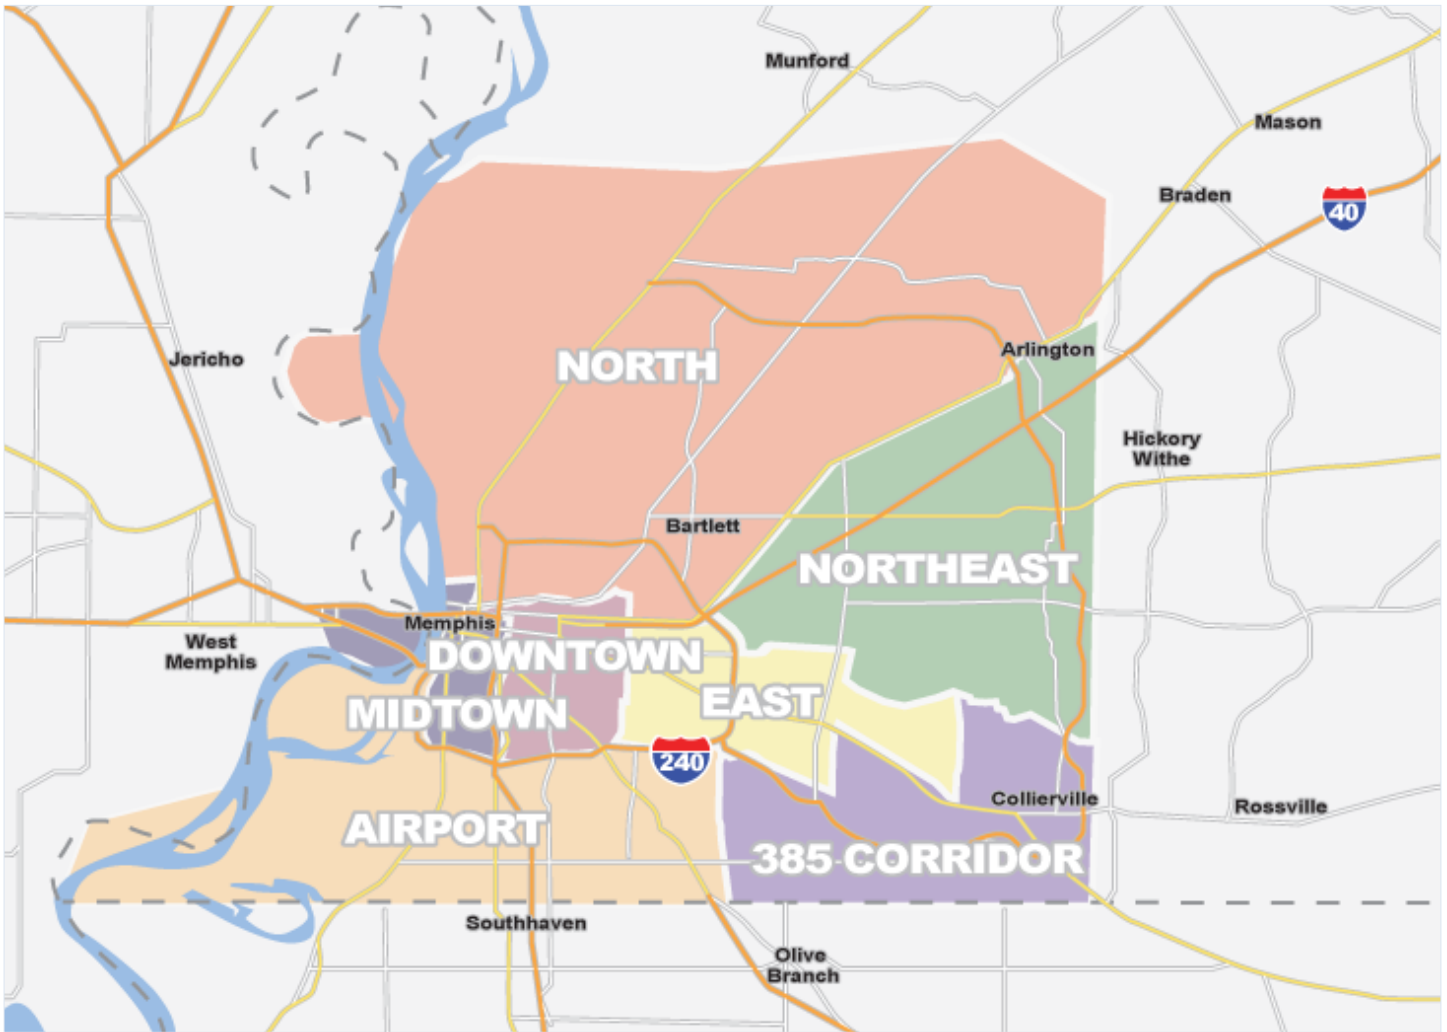 Munford
Mason
Braden
40
Jericho
NORTH
Arlington
Hickory
Withe
Bartlett
NORTHEAST
Memphis
West
Memphis
DOWNTOWN
EAST
MIDTOWN
240
Collierville
Rossville
AIRPORT
385 CORRIDOR
Southhaven
Olive
Branch